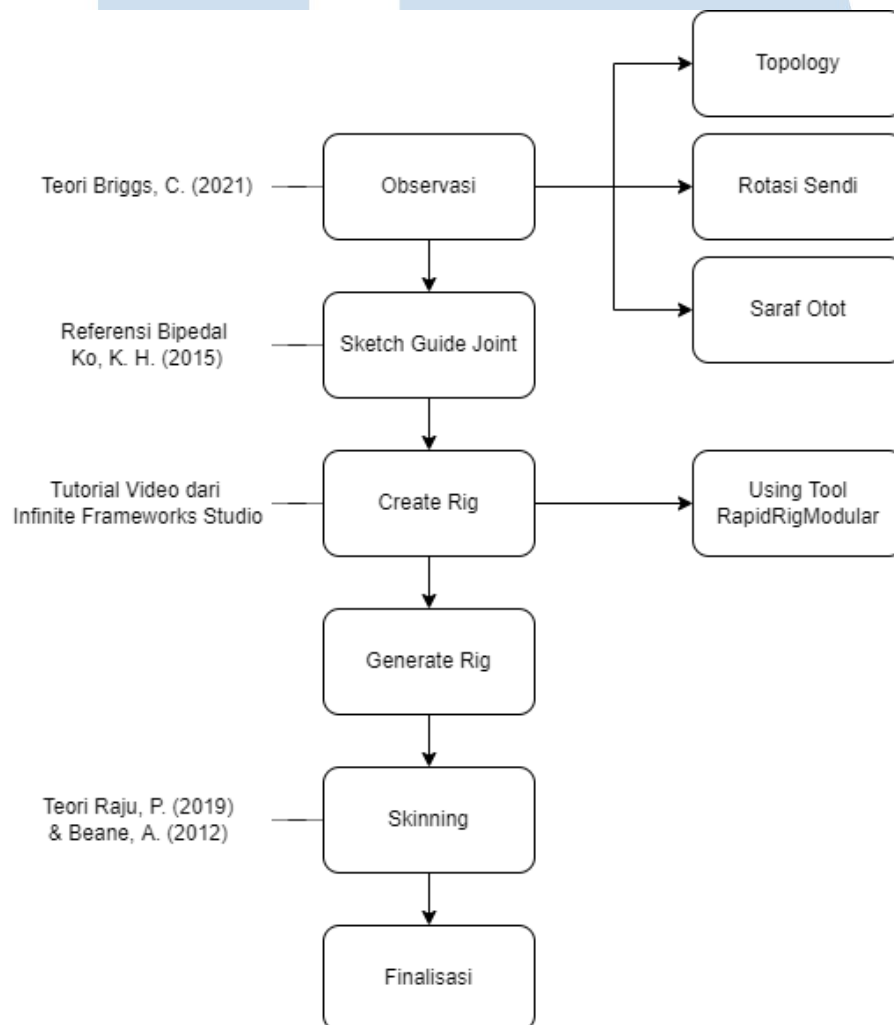 Topology
Teori Briggs, C. (2021)
Observasi
Rotasi Sendi
Saraf Otot
Referensi Bipedal
Ko, K. H. (2015)
Sketch Guide Joint
Tutorial Video dari
Infinite Frameworks Studio
Create Rig
Using Tool
RapidRigModular
Generate Rig
Teori Raju, P. (2019)
& Beane, A. (2012)
Skinning
Finalisasi